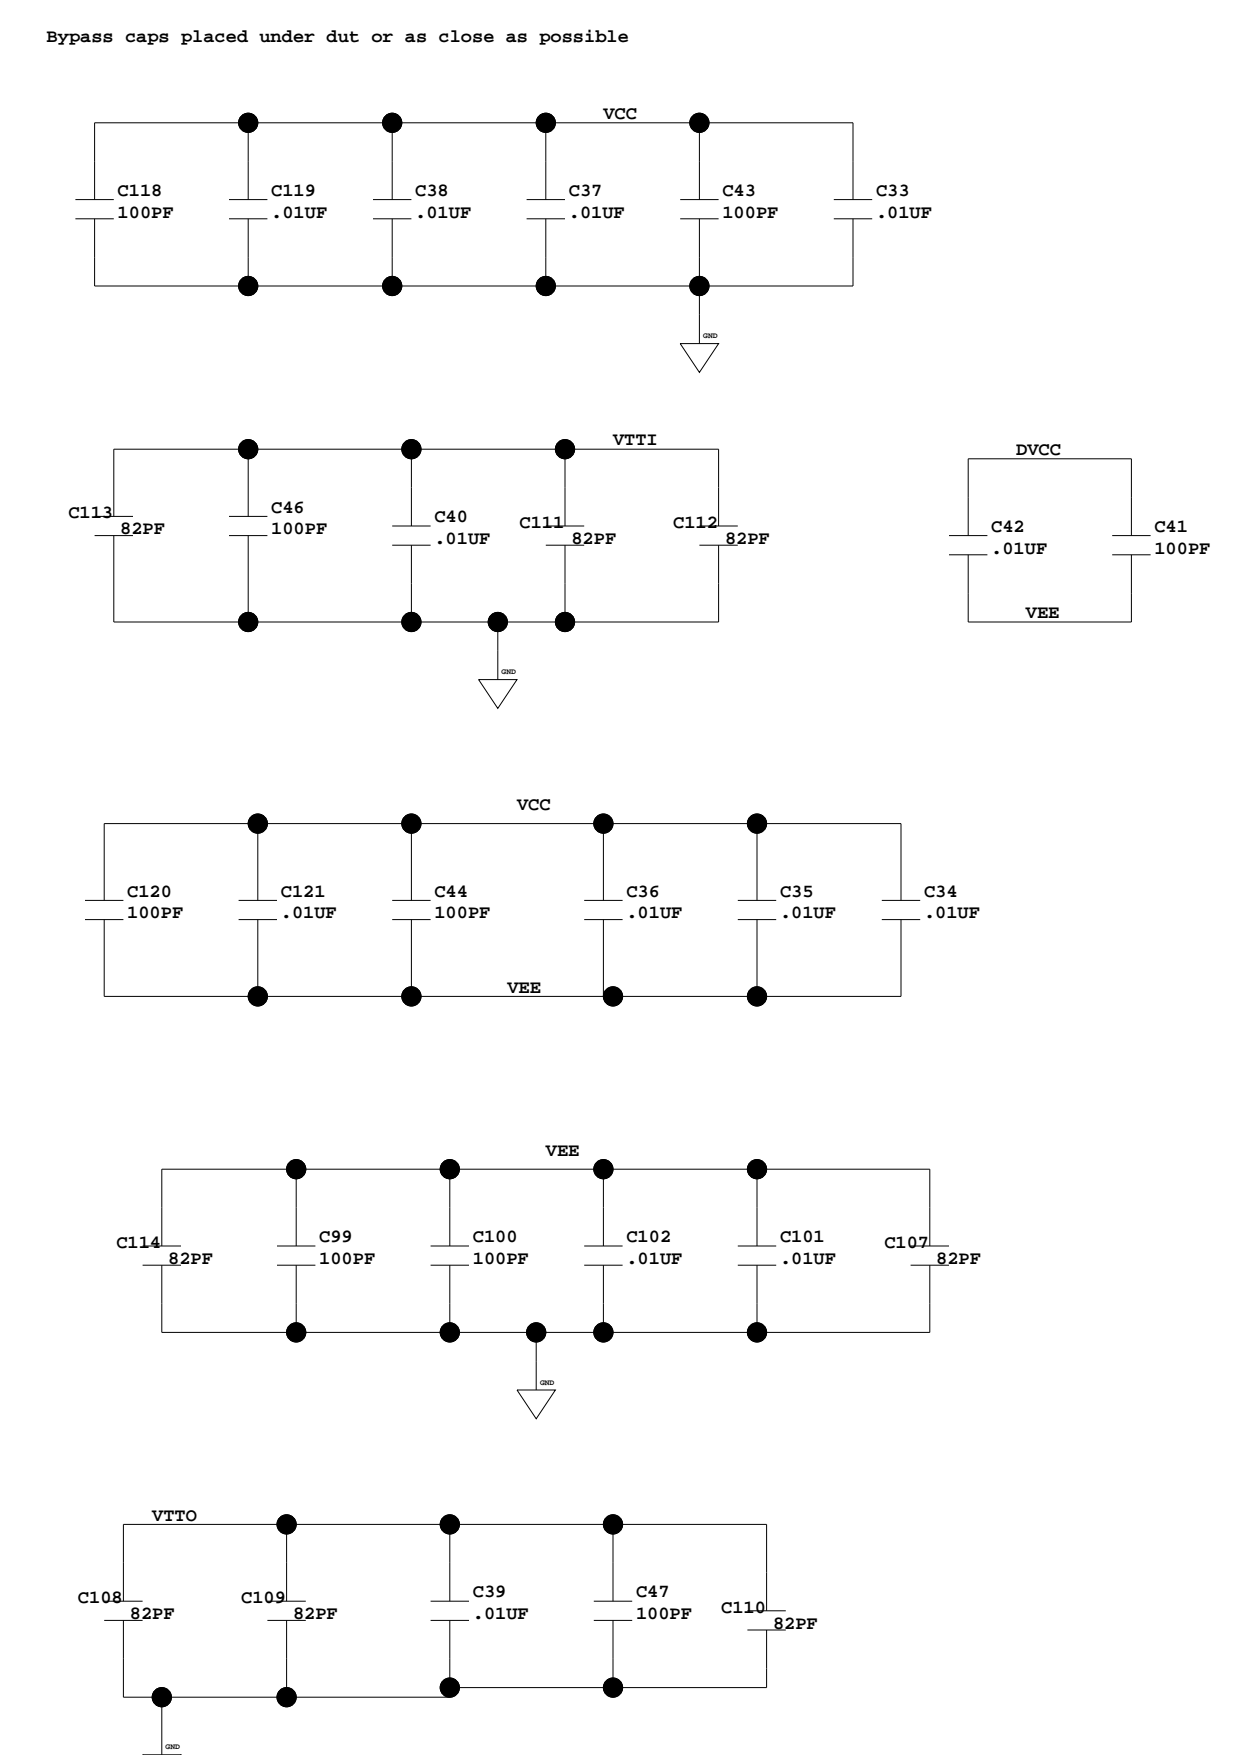 Bypass caps placed under dut or as close as possible
VCC
C118 C119 C38 C37 C43 C33
100PF .01UF .01UF .01UF 100PF .01UF
GND
VTTI
DVCC
C113 C46 C40 C111 C112 C42 C41
82PF 100PF .01UF 82PF 82PF .01UF 100PF
VEE
GND
VCC
C120 C121 C44 C36 C35 C34
100PF .01UF 100PF .01UF .01UF .01UF
VEE
VEE
C114 C99 C100 C102 C101 C107
82PF 100PF 100PF .01UF .01UF 82PF
GND
VTTO
C108 C109 C39 C47 C110
82PF 82PF .01UF 100PF 82PF
GND